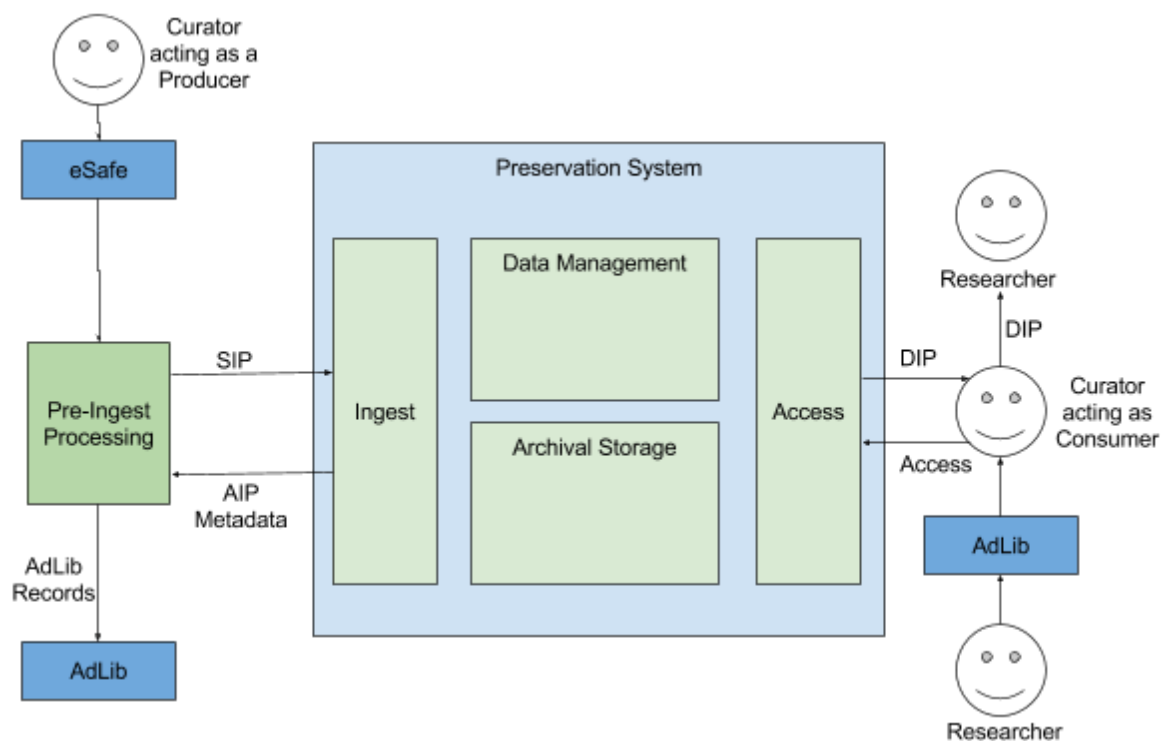 Curator
acting as a
Producer
eSafe
Preservation System
Data Management
Researcher
DIP
SIP
DIP
Pre-Ingest
Processing
Ingest
Access
Curator
acting as
Consumer
Archival Storage
Access
AIP
Metadata
AdLib
AdLib
Records
AdLib
Researcher